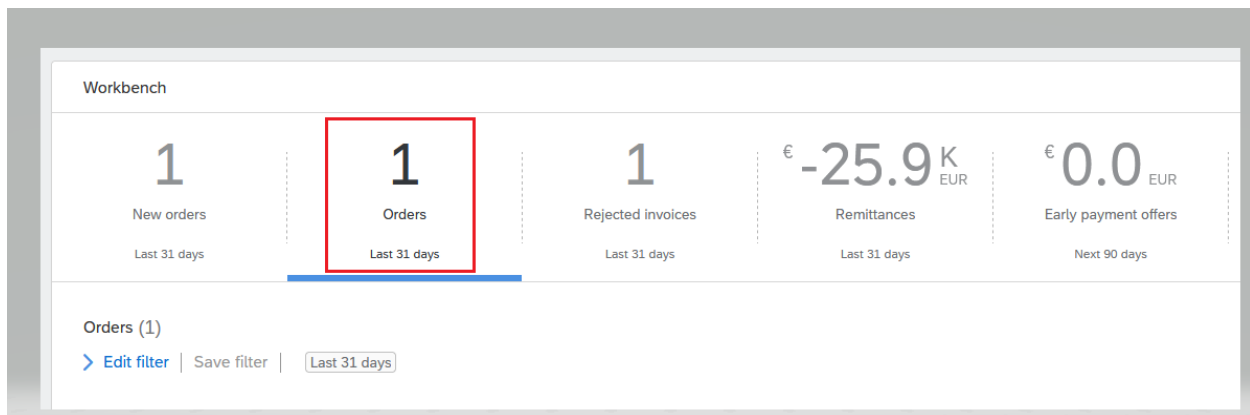 Workbench
1
New orders
Last 31 days
1
Orders
Last 31 days
1
Rejected invoices
Last 31 days
€ -25.9 K EUR
Remittances
Last 31 days
€ 0.0 EUR
Early payment offers
Next 90 days
Orders (1)
Edit filter | Save filter | Last 31 days